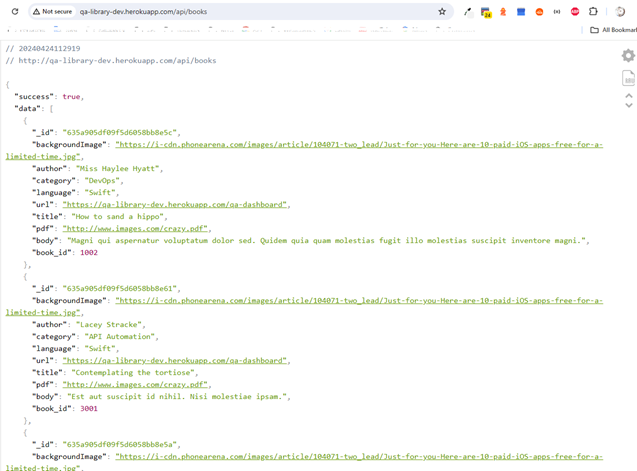 Not secure qa-library-dev.herokuapp.com/api/books
24
ABP
All Bookmar
// 20240424112919
// http://qa-library-dev.herokuapp.com/api/books
{
"success": true,
"data": [
{
"_id": "635a905df09f5d6058bb8e5c",
"backgroundImage": "https://i-cdn.phonearena.com/images/article/104071-two_lead/Just-for-you-Here-are-10-paid-iOS-apps-free-for-a-
limited-time.jpg",
"author": "Miss Haylee Hyatt",
"category": "DevOps",
"language": "Swift",
"url": "https://qa-library-dev.herokuapp.com/qa-dashboard",
"title": "How to sand a hippo",
"pdf": "http://www.images.com/crazy.pdf",
"body": "Magni qui aspernatur voluptatum dolor sed. Quidem quia quam molestias fugit illo molestias suscipit inventore magni.",
"book_id": 1002
},
{
"_id": "635a905df09f5d6058bb8e61",
"backgroundImage": "https://i-cdn.phonearena.com/images/article/104071-two_lead/Just-for-you-Here-are-10-paid-iOS-apps-free-for-a-
limited-time.jpg",
"author": "Lacey Stracke",
"category": "API Automation",
"language": "Swift",
"url": "https://qa-library-dev.herokuapp.com/qa-dashboard",
"title": "Contemplating the tortiose",
"pdf": "http://www.images.com/crazy.pdf",
"body": "Est aut suscipit id nihil. Nisi molestiae ipsam.",
"book_id": 3001
},
{
"_id": "635a905df09f5d6058bb8e5a",
"backgroundImage": "https://i-cdn.phonearena.com/images/article/104071-two_lead/Just-for-you-Here-are-10-paid-iOS-apps-free-for-a-
limited-time.jpg",